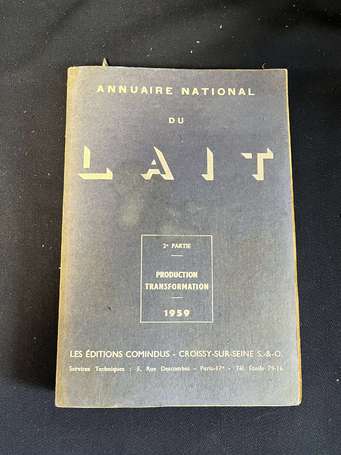 ANNUAIRE NATIONAL
DU
LAIT
2e PARTIE
PRODUCTION
TRANSFORMATION
1959
LES ÉDITIONS COMINDUS - CROISSY-SUR-SEINE S.-&-O.
Services Techniques : 5, Rue Descombes - Paris-17e - Tél. Étoile 79-16